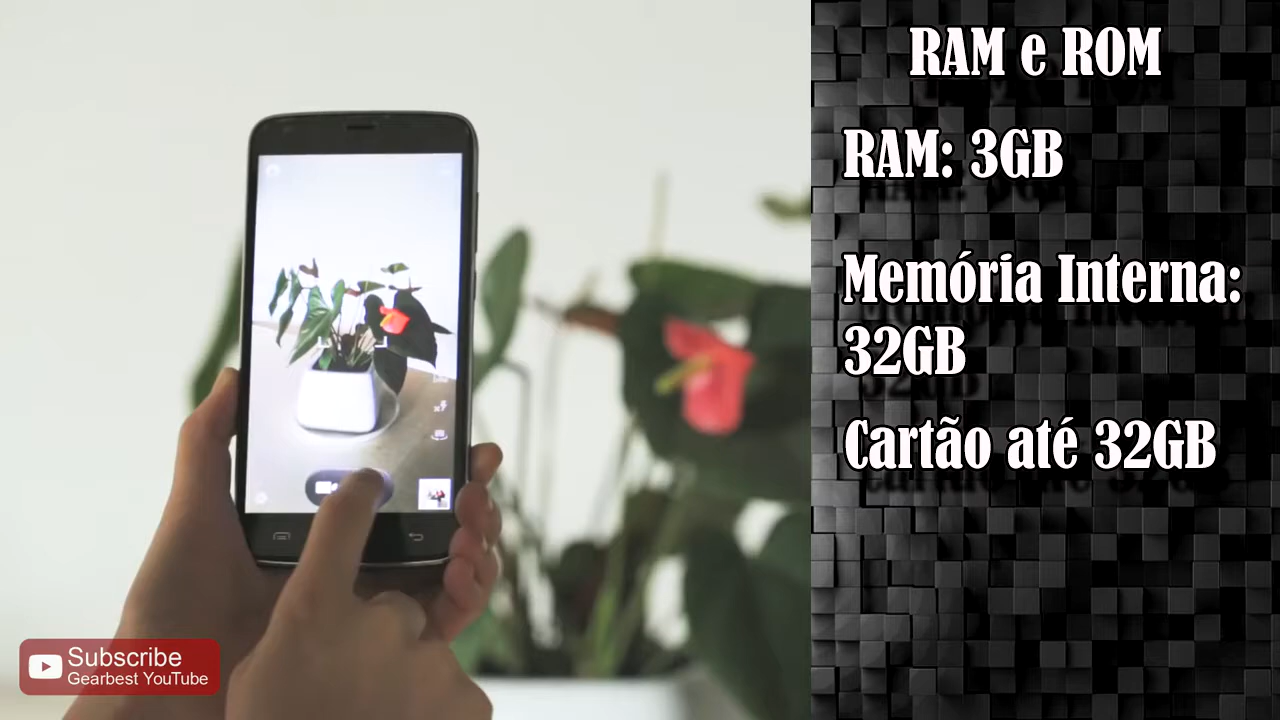 RAM e ROM
RAM: 3GB
Memória Interna:
32GB
Cartão até 32GB
Subscribe
Gearbest YouTube